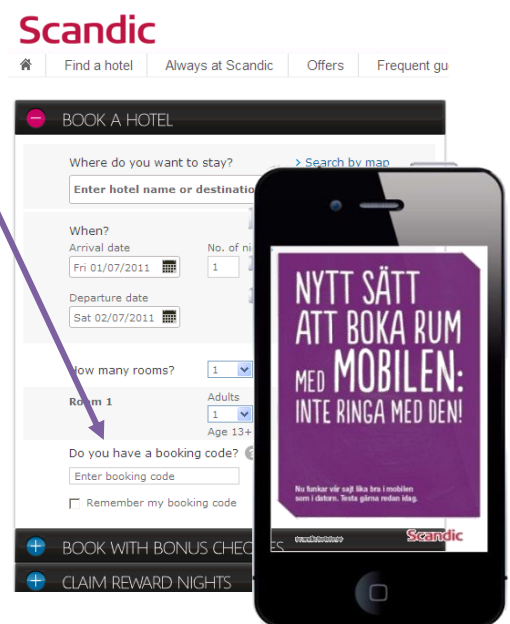 Scandic
Find a hotel Always at Scandic Offers Frequent gu
BOOK A HOTEL
Where do you want to stay? > Search by map
Enter hotel name or destinatio
When?
Arrival date No. of ni
Fri 01/07/2011 1
Departure date
Sat 02/07/2011
How many rooms? 1
Room 1 Adults
1
Age 13+
Do you have a booking code? ?
Enter booking code
Remember my booking code
BOOK WITH BONUS CHEQUES
CLAIM REWARD NIGHTS
NYTT SÄTT
ATT BOKA RUM
MED MOBILEN:
INTE RINGA MED DEN!
Nu funkar vår sajt lika bra i mobilen
som i datorn. Testa gärna redan idag.
Scandic